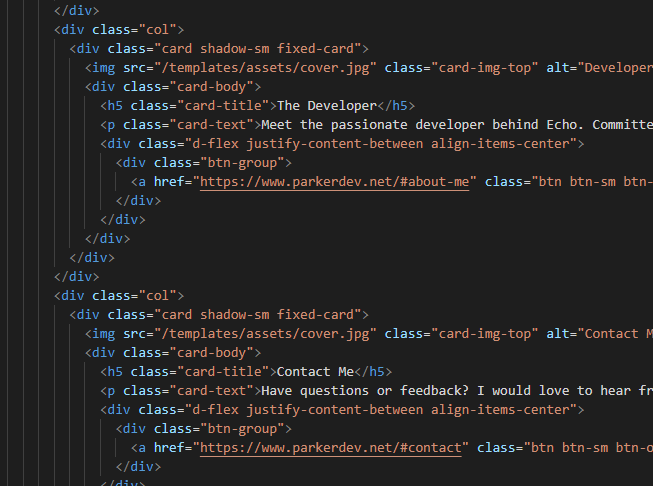 </div>
<div class="col">
<div class="card shadow-sm fixed-card">
<img src="/templates/assets/cover.jpg" class="card-img-top" alt="Developer
<div class="card-body">
<h5 class="card-title">The Developer</h5>
<p class="card-text">Meet the passionate developer behind Echo. Committe
<div class="d-flex justify-content-between align-items-center">
<div class="btn-group">
<a href="https://www.parkerdev.net/#about-me" class="btn btn-sm btn-
</div>
</div>
</div>
</div>
</div>
<div class="col">
<div class="card shadow-sm fixed-card">
<img src="/templates/assets/cover.jpg" class="card-img-top" alt="Contact M
<div class="card-body">
<h5 class="card-title">Contact Me</h5>
<p class="card-text">Have questions or feedback? I would love to hear fr
<div class="d-flex justify-content-between align-items-center">
<div class="btn-group">
<a href="https://www.parkerdev.net/#contact" class="btn btn-sm btn-o
</div>
</div>